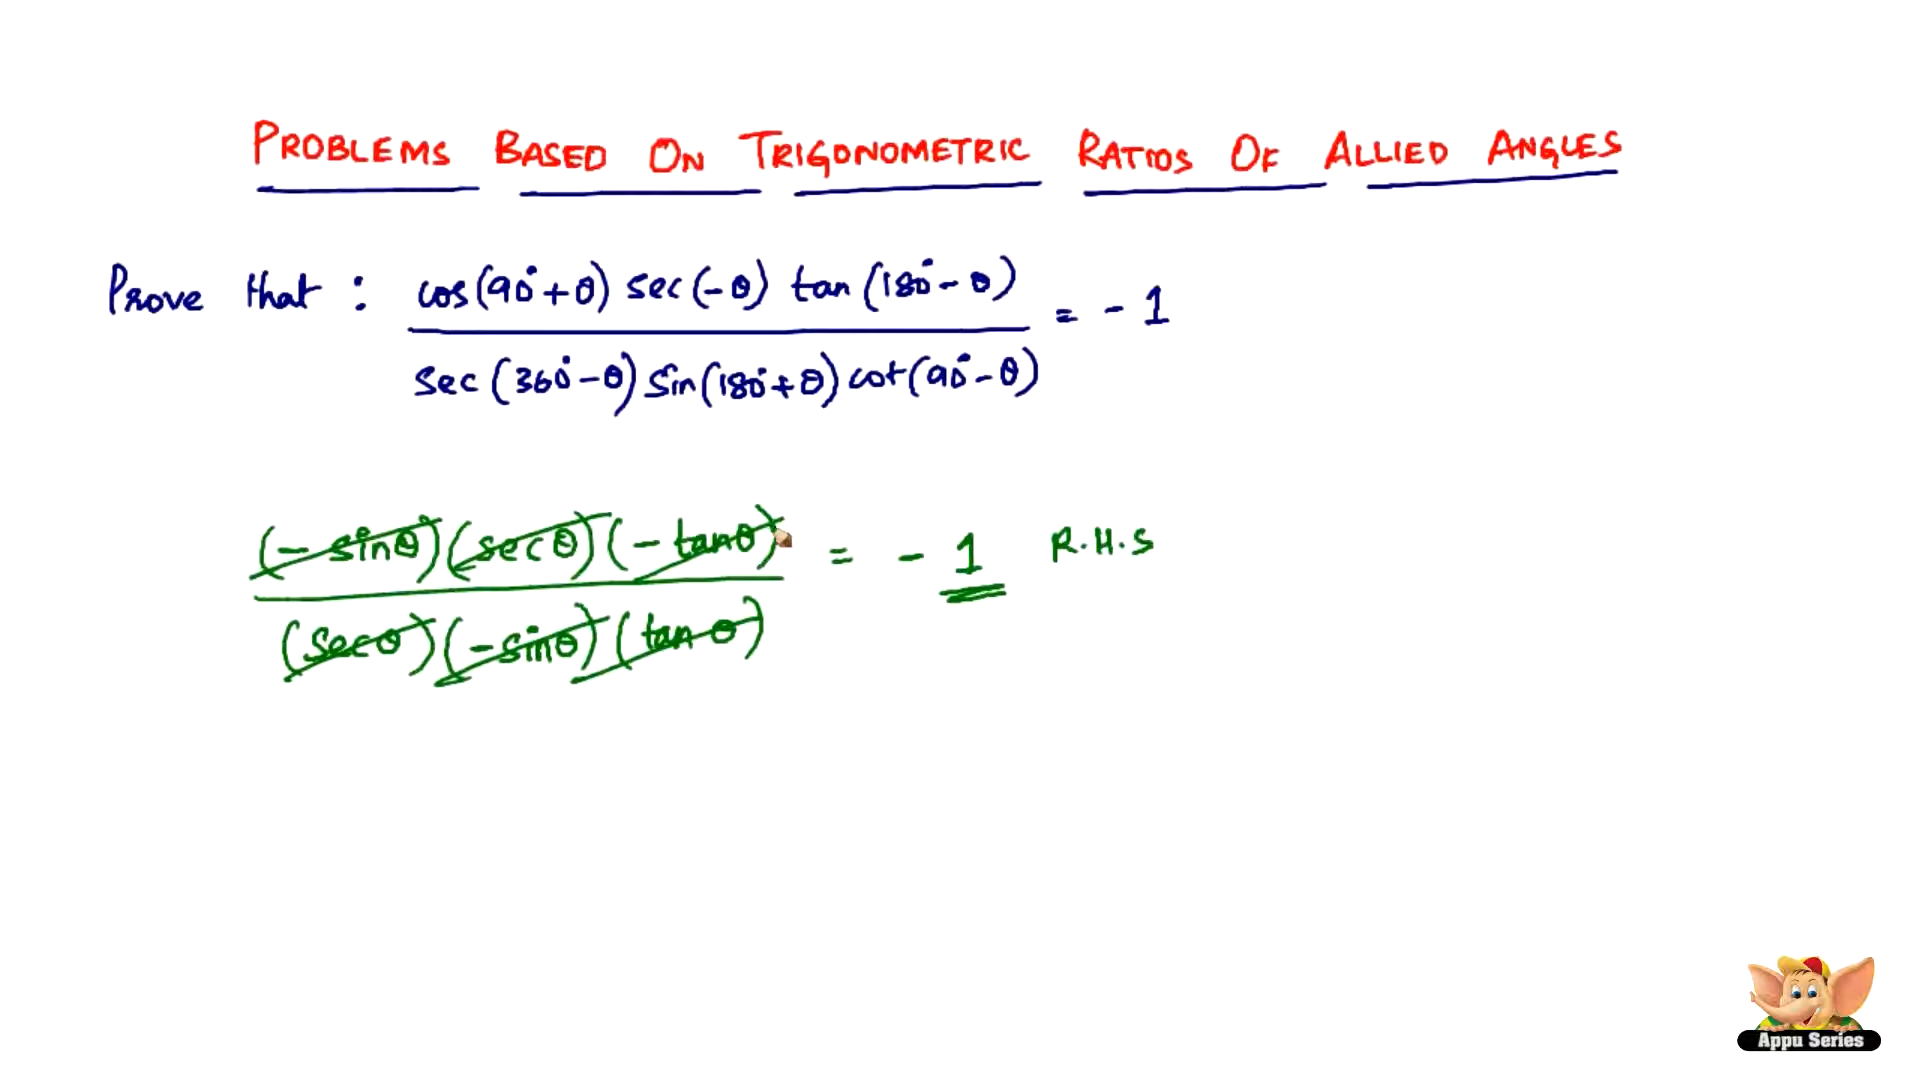 PROBLEMS BASED ON TRIGONOMETRIC RATIOS OF ALLIED ANGLES
Prove that : cos(90°+θ) sec(-θ) tan(180°-θ) = -1
sec(360°-θ) sin(180°+θ) cot(90°-θ)
(-sinθ)(secθ)(-tanθ) = -1 R.H.S
(secθ)(-sinθ)(tanθ)
Appu Series